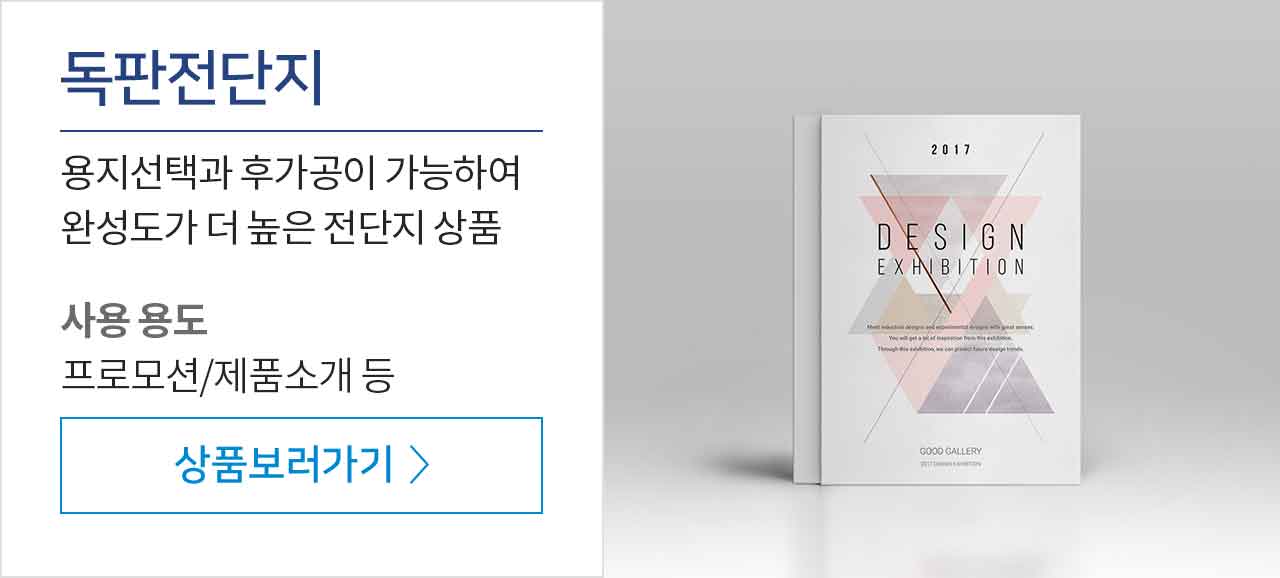 독판전단지
용지선택과 후가공이 가능하여
완성도가 더 높은 전단지 상품
사용 용도
프로모션/제품소개 등
상품보러가기 〉
2017
DESIGN
EXHIBITION
Meet industrial designs and experimental designs with great senses.
You will get a lot of inspiration from this exhibition.
Through this exhibition, we can predict future design trends.
GOOD GALLERY
2017 DESIGN EXHIBITION